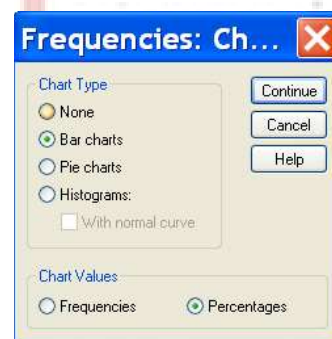 Frequencies: Ch...
Chart Type
None
Bar charts
Pie charts
Histograms:
With normal curve
Continue
Cancel
Help
Chart Values
Frequencies Percentages